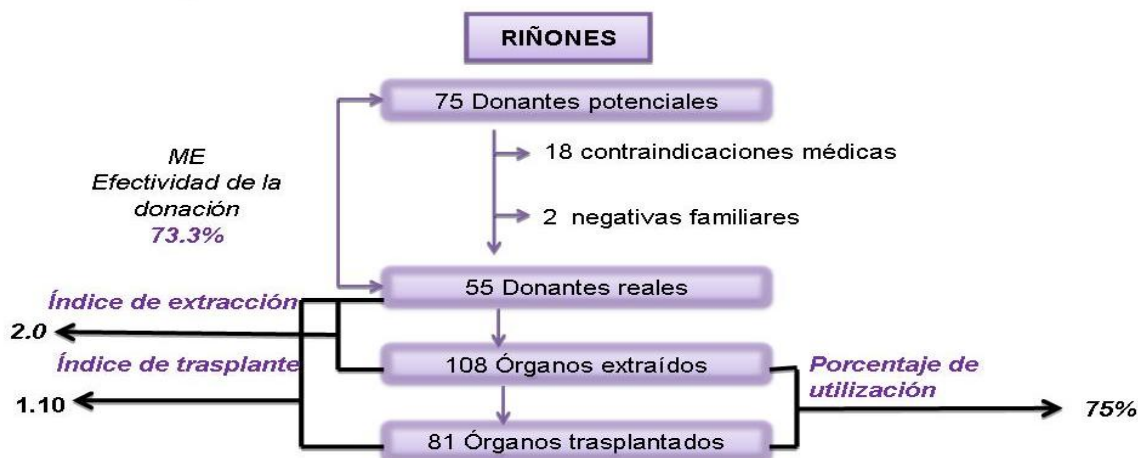 RIÑONES
75 Donantes potenciales
18 contraindicaciones médicas
ME
Efectividad de la
donación
73.3%
2 negativas familiares
55 Donantes reales
Índice de extracción
2.0
Índice de trasplante
108 Órganos extraídos
Porcentaje de
utilización
1.10
75%
81 Órganos trasplantados